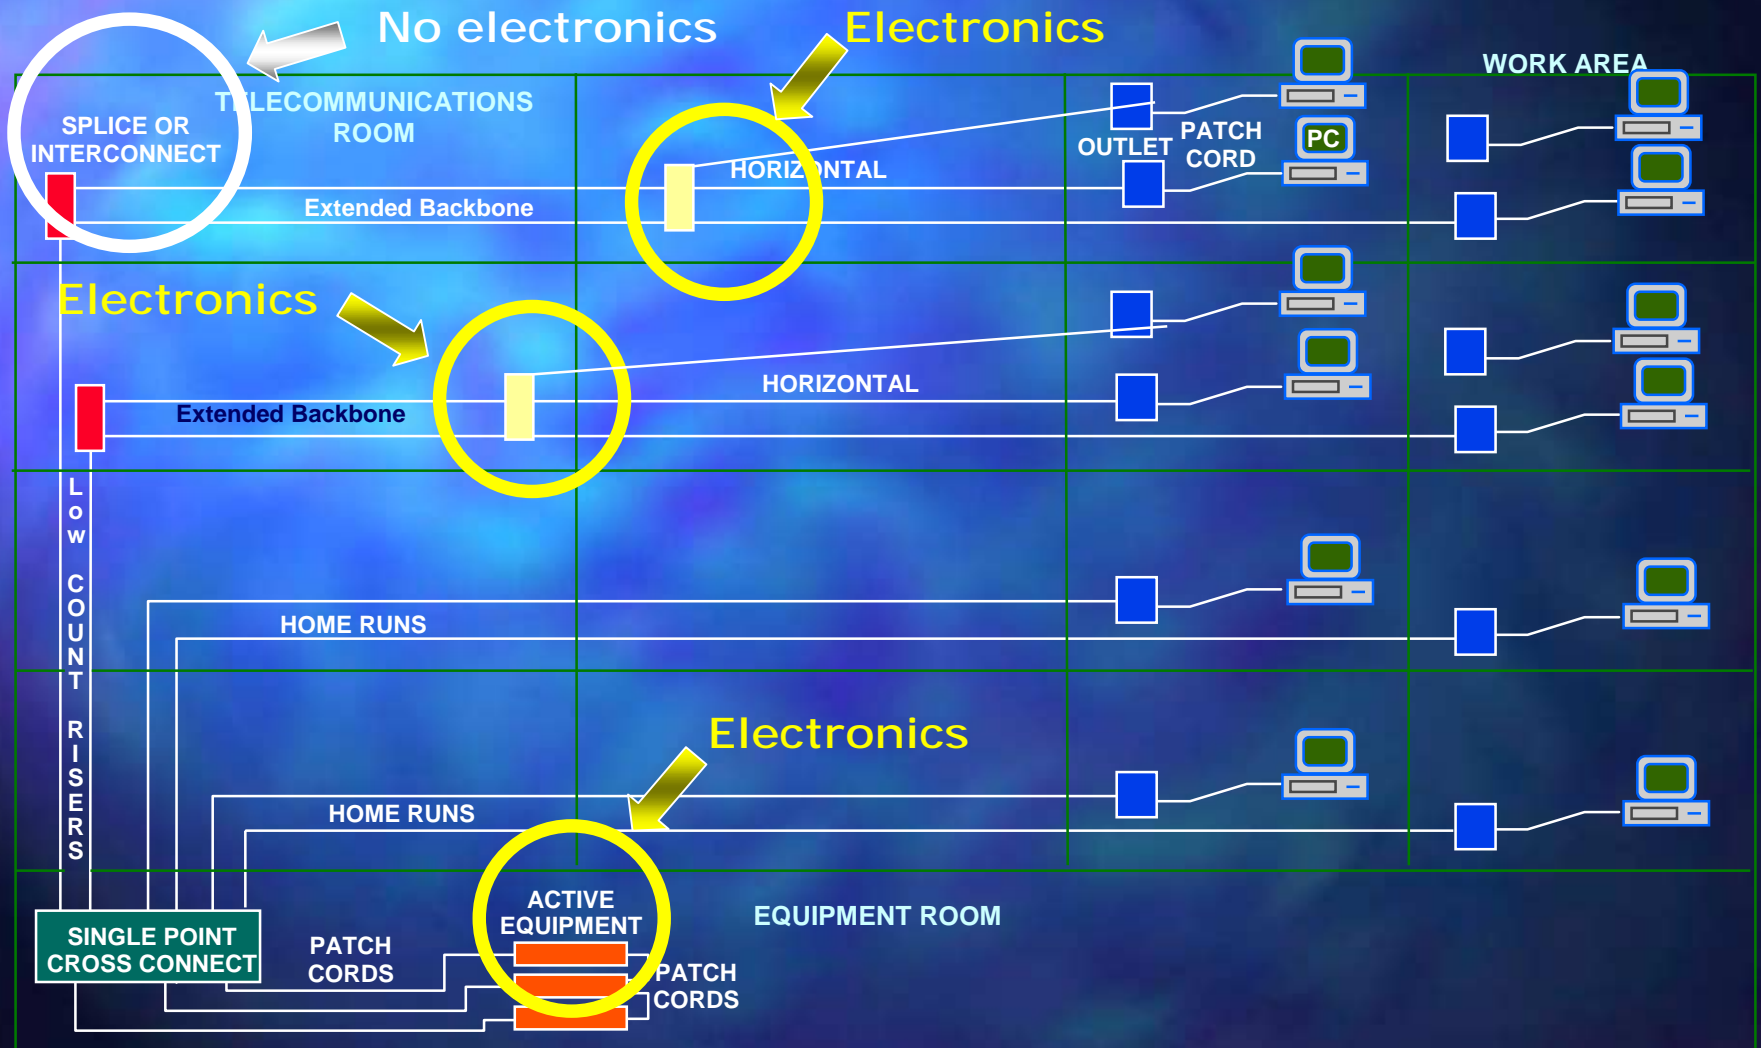 No electronics
Electronics
WORK AREA
TELECOMMUNICATIONS
ROOM
SPLICE OR
INTERCONNECT
OUTLET
PATCH
CORD
PC
HORIZONTAL
Extended Backbone
Electronics
HORIZONTAL
Extended Backbone
Low COUNT RISERS
HOME RUNS
Electronics
HOME RUNS
ACTIVE
EQUIPMENT
EQUIPMENT ROOM
SINGLE POINT
CROSS CONNECT
PATCH
CORDS
PATCH
CORDS